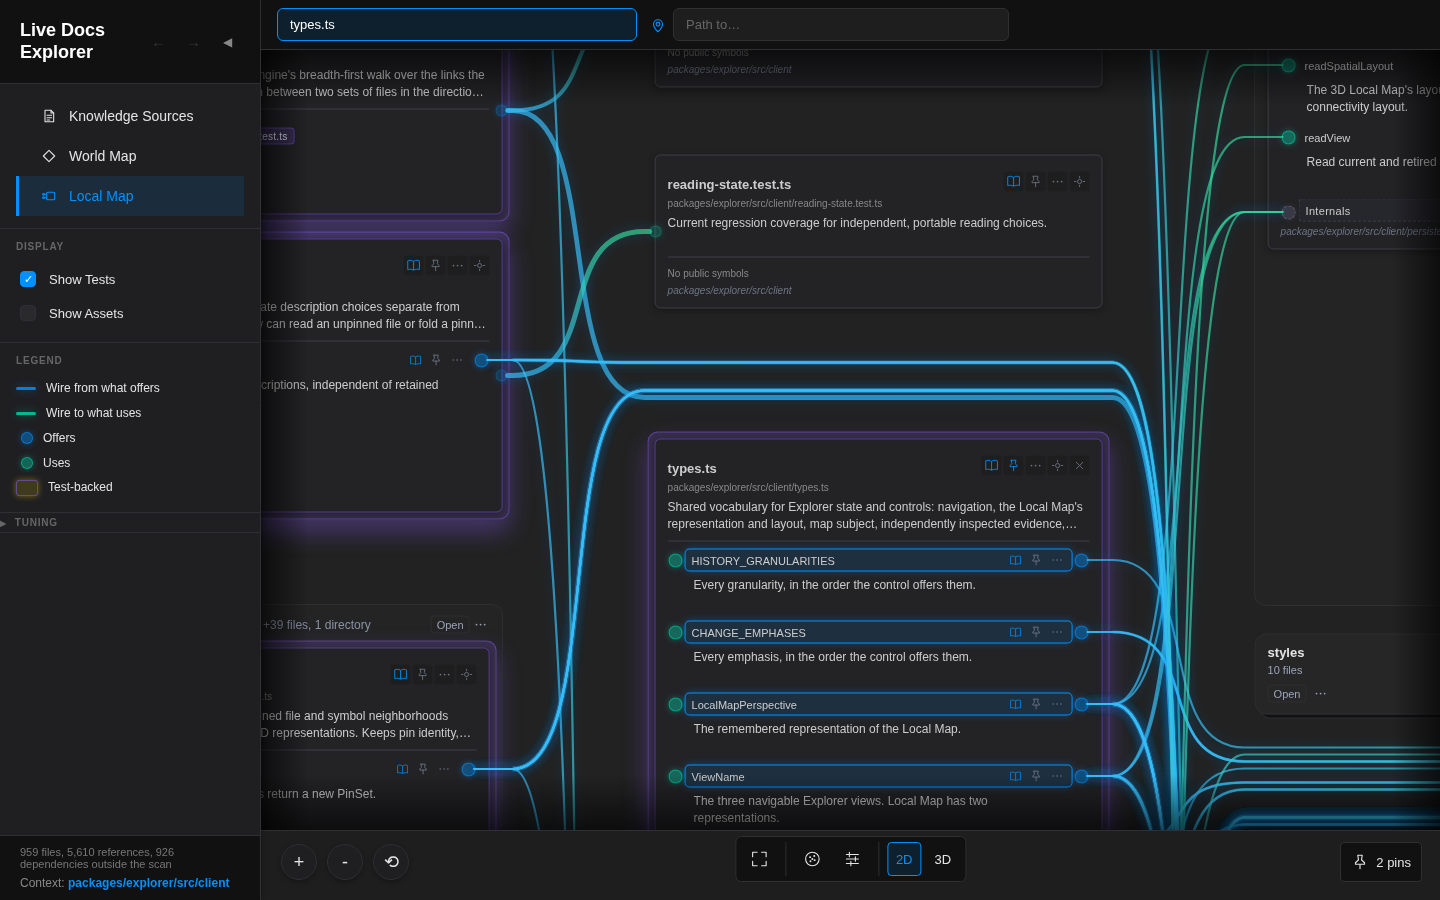 Live Docs
Explorer
← → ◀
types.ts
Path to…
Knowledge Sources
World Map
Local Map
DISPLAY
Show Tests
Show Assets
LEGEND
Wire from what offers
Wire to what uses
Offers
Uses
Test-backed
TUNING
959 files, 5,610 references, 926
dependencies outside the scan
Context: packages/explorer/src/client
ngine's breadth-first walk over the links the
between two sets of files in the directio…
est.ts
ate description choices separate from
can read an unpinned file or fold a pinn…
criptions, independent of retained
+39 files, 1 directory
Open
.ts
ned file and symbol neighborhoods
D representations. Keeps pin identity,…
return a new PinSet.
No public symbols
packages/explorer/src/client
reading-state.test.ts
packages/explorer/src/client/reading-state.test.ts
Current regression coverage for independent, portable reading choices.
No public symbols
packages/explorer/src/client
types.ts
packages/explorer/src/client/types.ts
Shared vocabulary for Explorer state and controls: navigation, the Local Map's
representation and layout, map subject, independently inspected evidence,…
HISTORY_GRANULARITIES
Every granularity, in the order the control offers them.
CHANGE_EMPHASES
Every emphasis, in the order the control offers them.
LocalMapPerspective
The remembered representation of the Local Map.
ViewName
The three navigable Explorer views. Local Map has two
representations.
readSpatialLayout
The 3D Local Map's layou
connectivity layout.
readView
Read current and retired
Internals
packages/explorer/src/client/persiste
styles
10 files
Open
+ - ⟲
2D 3D
2 pins